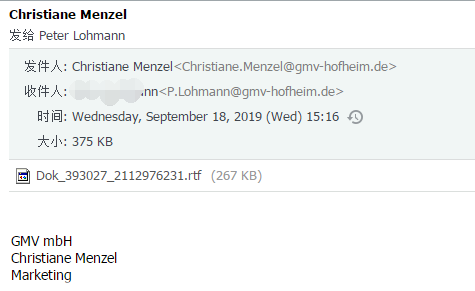 Christiane Menzel
发给 Peter Lohmann
发件人: Christiane Menzel<Christiane.Menzel@gmv-hofheim.de>
收件人: nn<P.Lohmann@gmv-hofheim.de>
时间: Wednesday, September 18, 2019 (Wed) 15:16
大小: 375 KB
Dok_393027_2112976231.rtf (267 KB)
GMV mbH
Christiane Menzel
Marketing